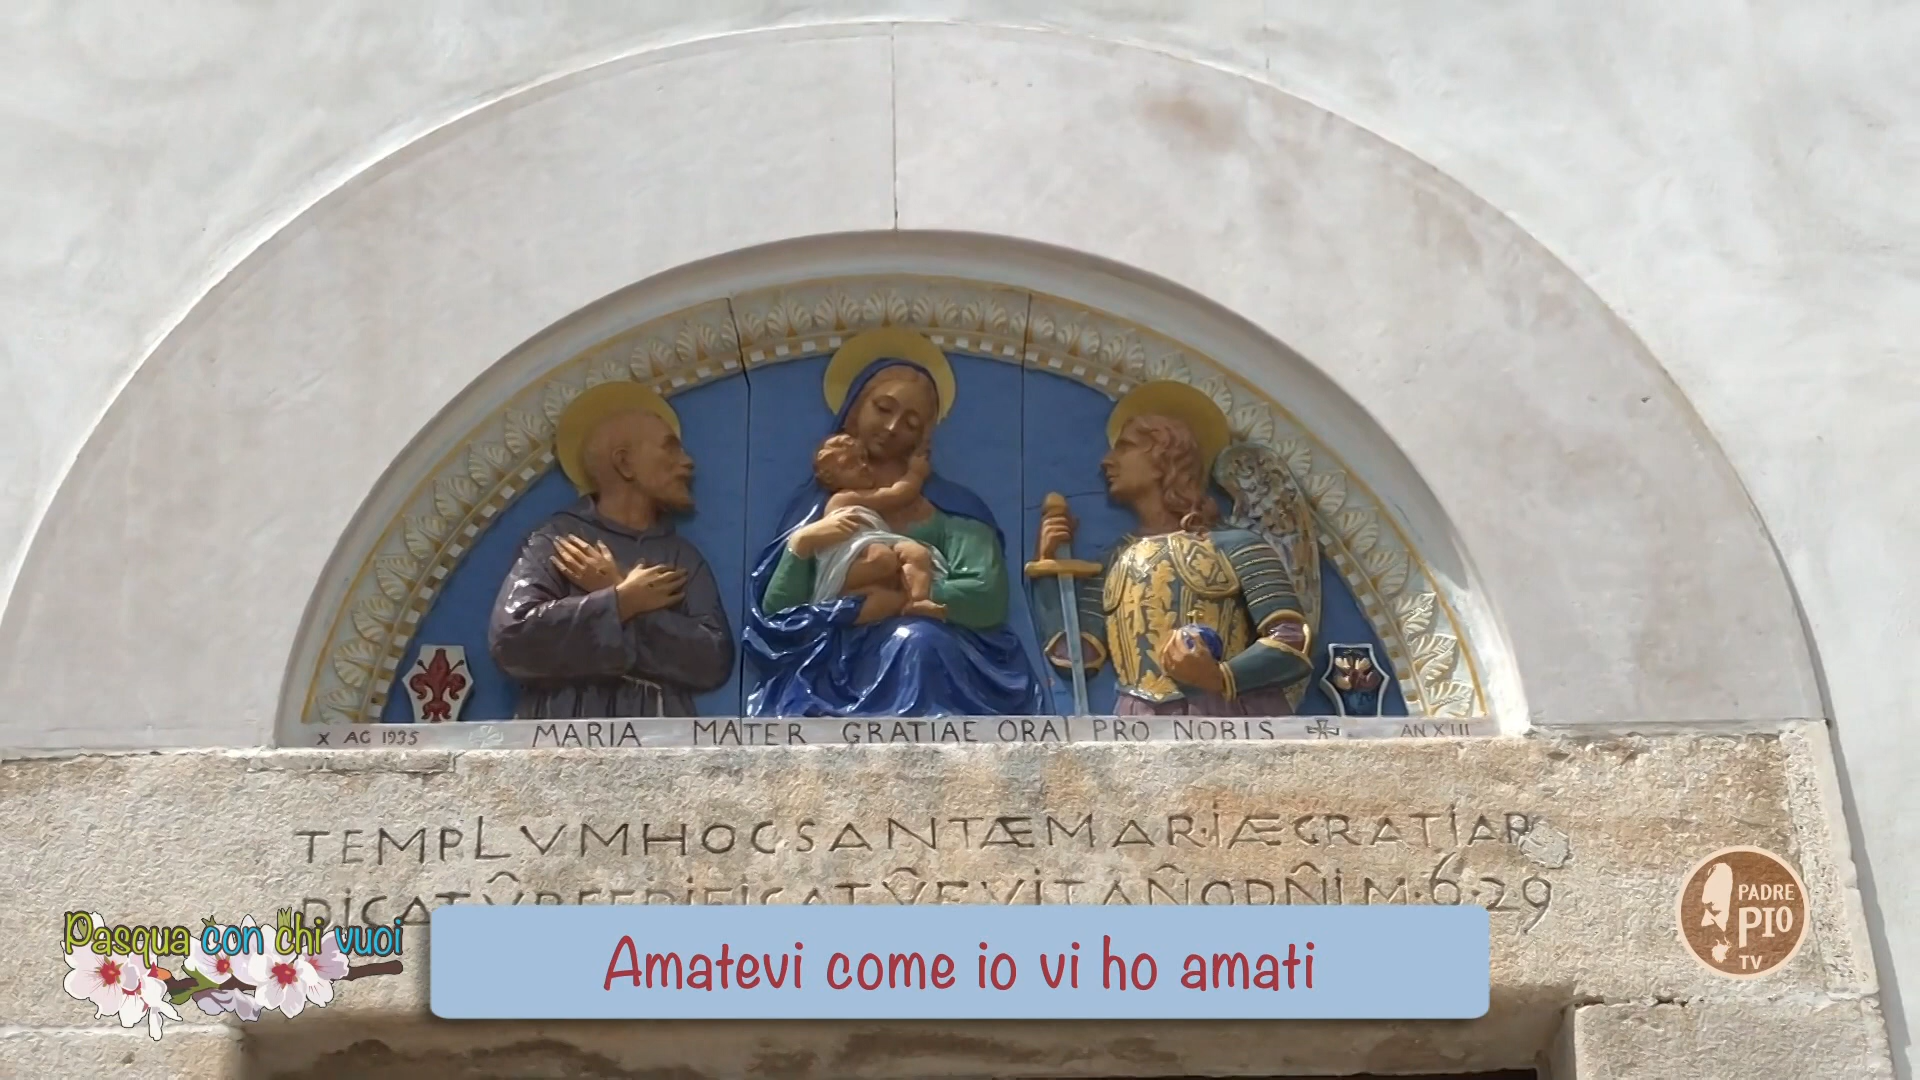 X AG 1935 MARIA MATER GRATIAE ORA PRO NOBIS AN XIII
TEMPLVMHOCSANTÆMARIÆGRATIAR
Pasqua con chi vuoi
Amatevi come io vi ho amati
PADRE
PIO
TV